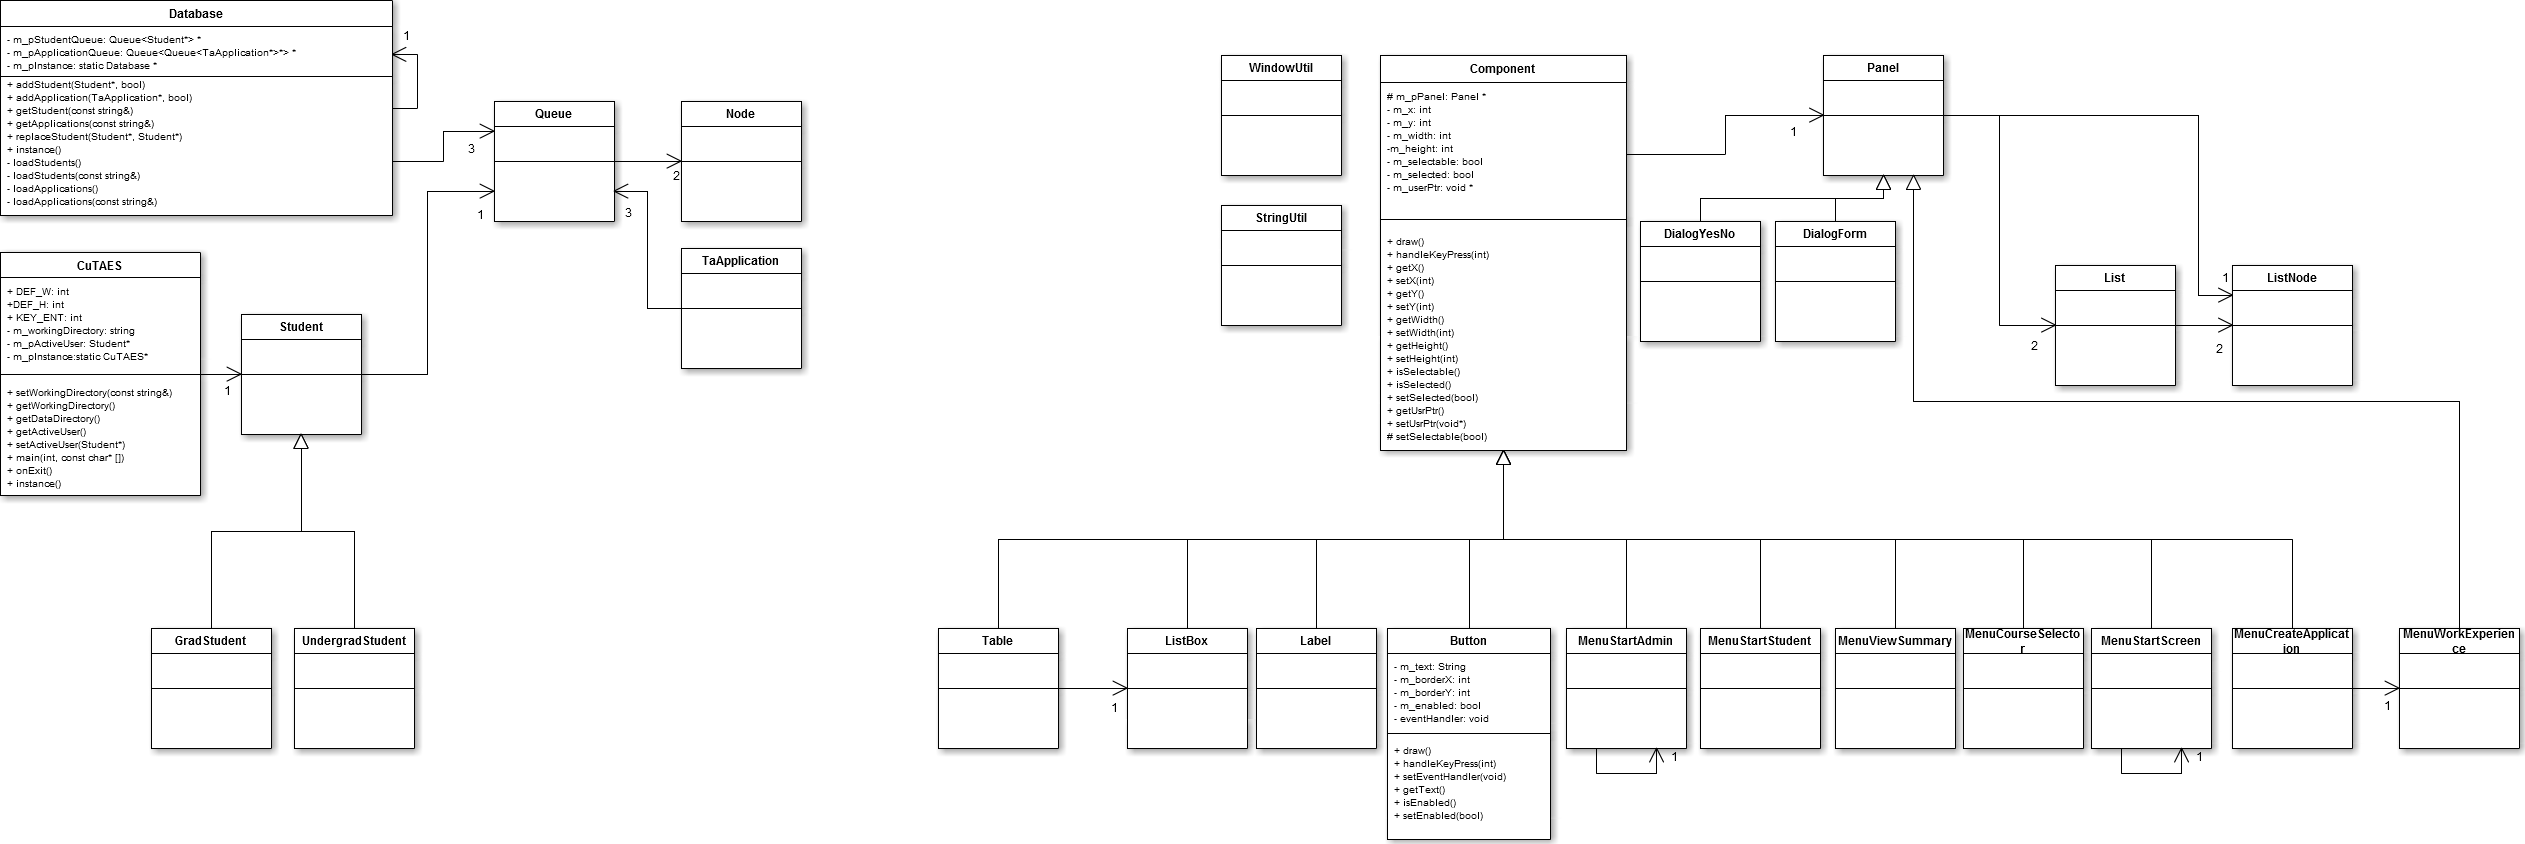 Database
- m_pStudentQueue: Queue<Student*> *
- m_pApplicationQueue: Queue<Queue<TaApplication*>*> *
- m_pInstance: static Database *
+ addStudent(Student*, bool)
+ addApplication(TaApplication*, bool)
+ getStudent(const string&)
+ getApplications(const string&)
+ replaceStudent(Student*, Student*)
+ instance()
- loadStudents()
- loadStudents(const string&)
- loadApplications()
- loadApplications(const string&)
1
3
Queue
1
3
Node
2
TaApplication
CuTAES
+ DEF_W: int
+DEF_H: int
+ KEY_ENT: int
- m_workingDirectory: string
- m_pActiveUser: Student*
- m_pInstance:static CuTAES*
+ setWorkingDirectory(const string&)
+ getWorkingDirectory()
+ getDataDirectory()
+ getActiveUser()
+ setActiveUser(Student*)
+ main(int, const char* [])
+ onExit()
+ instance()
1
Student
GradStudent
UndergradStudent
WindowUtil
StringUtil
Component
# m_pPanel: Panel *
- m_x: int
- m_y: int
- m_width: int
-m_height: int
- m_selectable: bool
- m_selected: bool
- m_userPtr: void *
+ draw()
+ handleKeyPress(int)
+ getX()
+ setX(int)
+ getY()
+ setY(int)
+ getWidth()
+ setWidth(int)
+ getHeight()
+ setHeight(int)
+ isSelectable()
+ isSelected()
+ setSelected(bool)
+ getUsrPtr()
+ setUsrPtr(void*)
# setSelectable(bool)
1
Panel
DialogYesNo
DialogForm
List
2
ListNode
1
2
Table
1
ListBox
Label
Button
- m_text: String
- m_borderX: int
- m_borderY: int
- m_enabled: bool
- eventHandler: void
+ draw()
+ handleKeyPress(int)
+ setEventHandler(void)
+ getText()
+ isEnabled()
+ setEnabled(bool)
MenuStartAdmin
1
MenuStartStudent
MenuViewSummary
MenuCourseSelecto
r
MenuStartScreen
1
MenuCreateApplicat
ion
1
MenuWorkExperien
ce